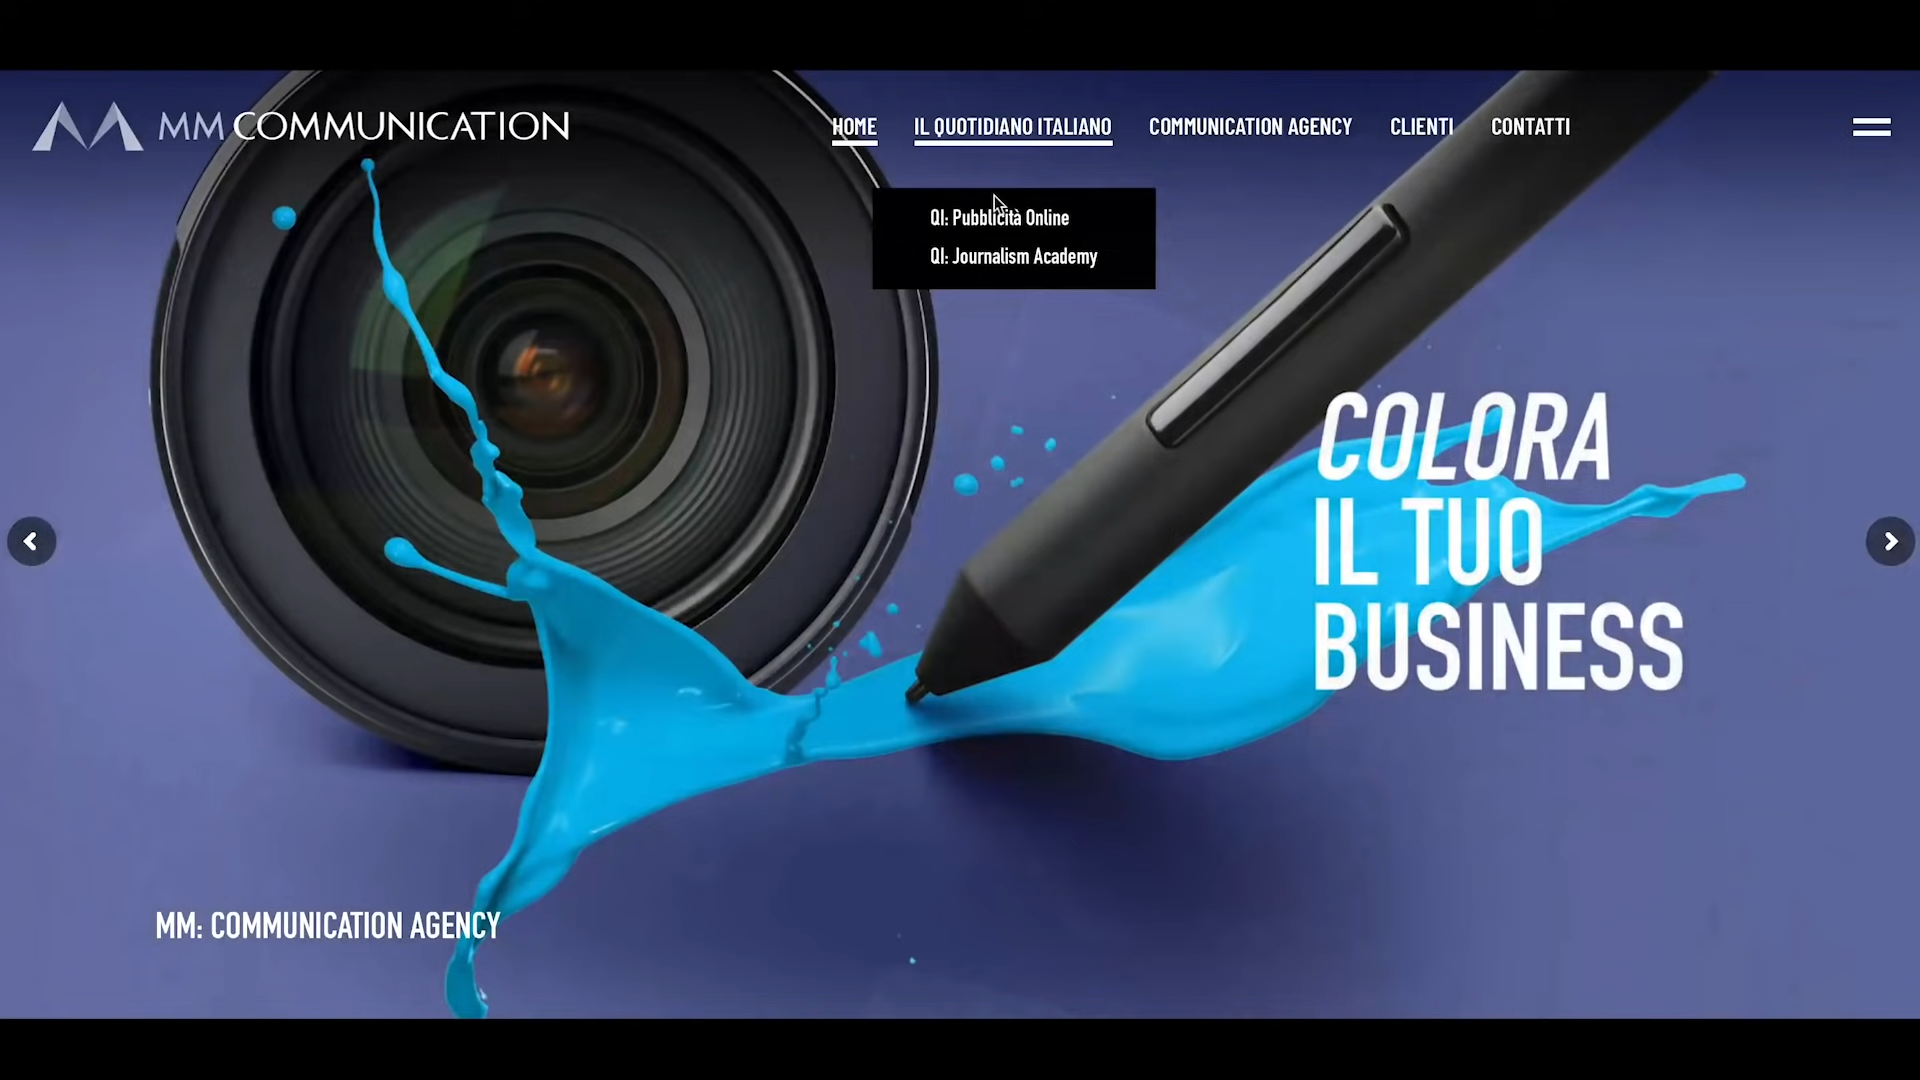 MM COMMUNICATION
HOME
IL QUOTIDIANO ITALIANO
COMMUNICATION AGENCY
CLIENTI
CONTATTI
QI: Pubblicità Online
QI: Journalism Academy
COLORA
IL TUO
BUSINESS
MM: COMMUNICATION AGENCY